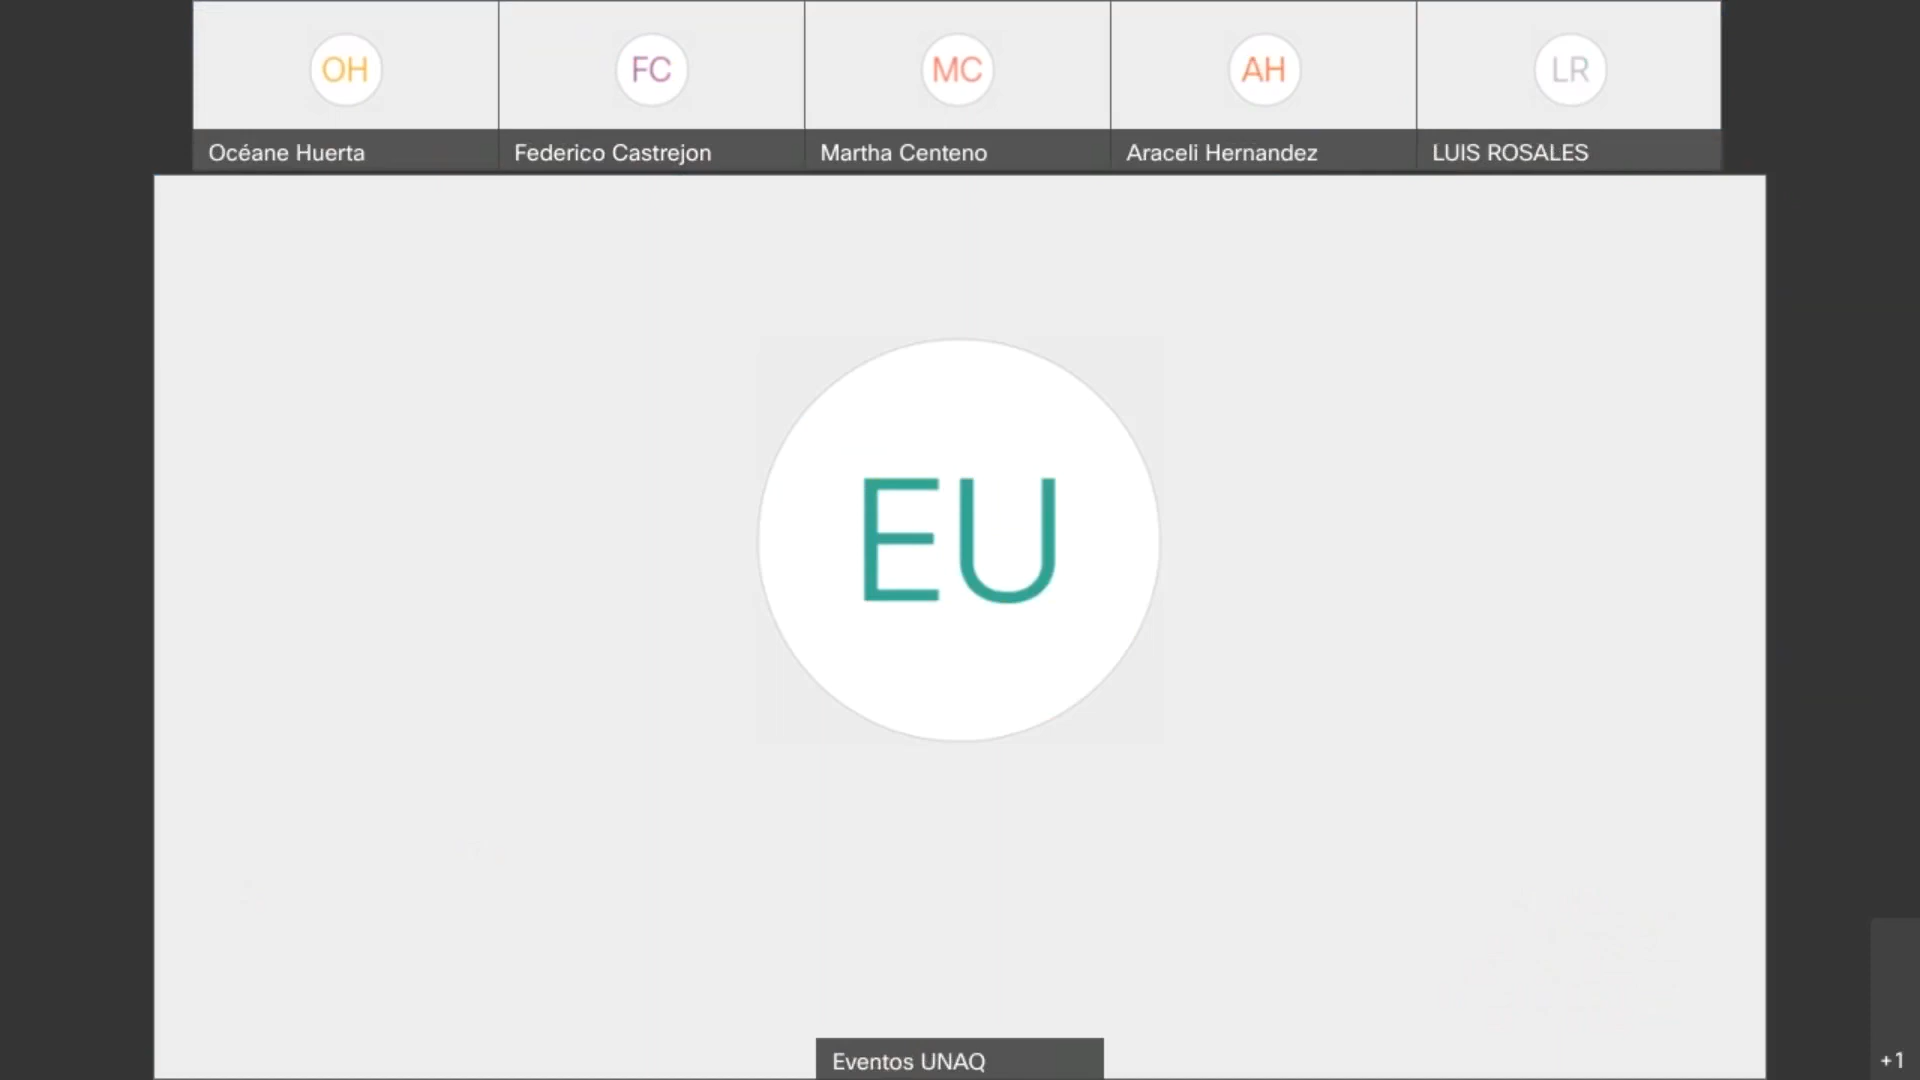 OH
FC
MC
AH
LR
Océane Huerta
Federico Castrejon
Martha Centeno
Araceli Hernandez
LUIS ROSALES
EU
Eventos UNAQ
+1